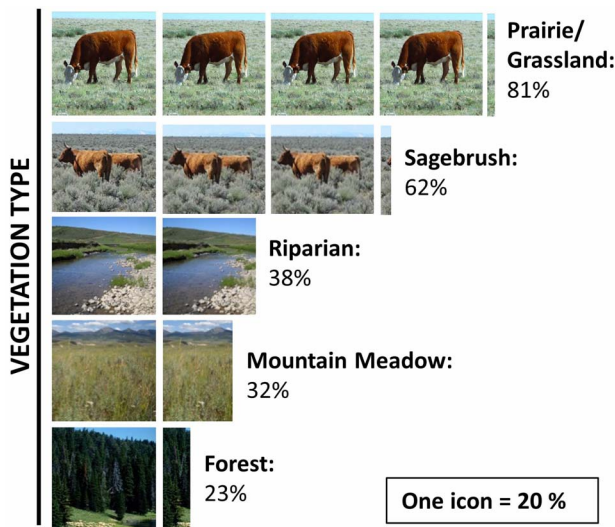 VEGETATION TYPE
Prairie/
Grassland:
81%
Sagebrush:
62%
Riparian:
38%
Mountain Meadow:
32%
Forest:
23%
One icon = 20 %